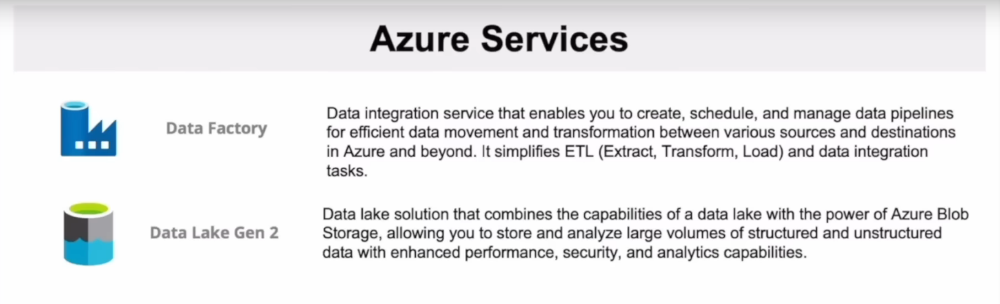 Azure Services
Data Factory
Data integration service that enables you to create, schedule, and manage data pipelines
for efficient data movement and transformation between various sources and destinations
in Azure and beyond. It simplifies ETL (Extract, Transform, Load) and data integration
tasks.
Data Lake Gen 2
Data lake solution that combines the capabilities of a data lake with the power of Azure Blob
Storage, allowing you to store and analyze large volumes of structured and unstructured
data with enhanced performance, security, and analytics capabilities.